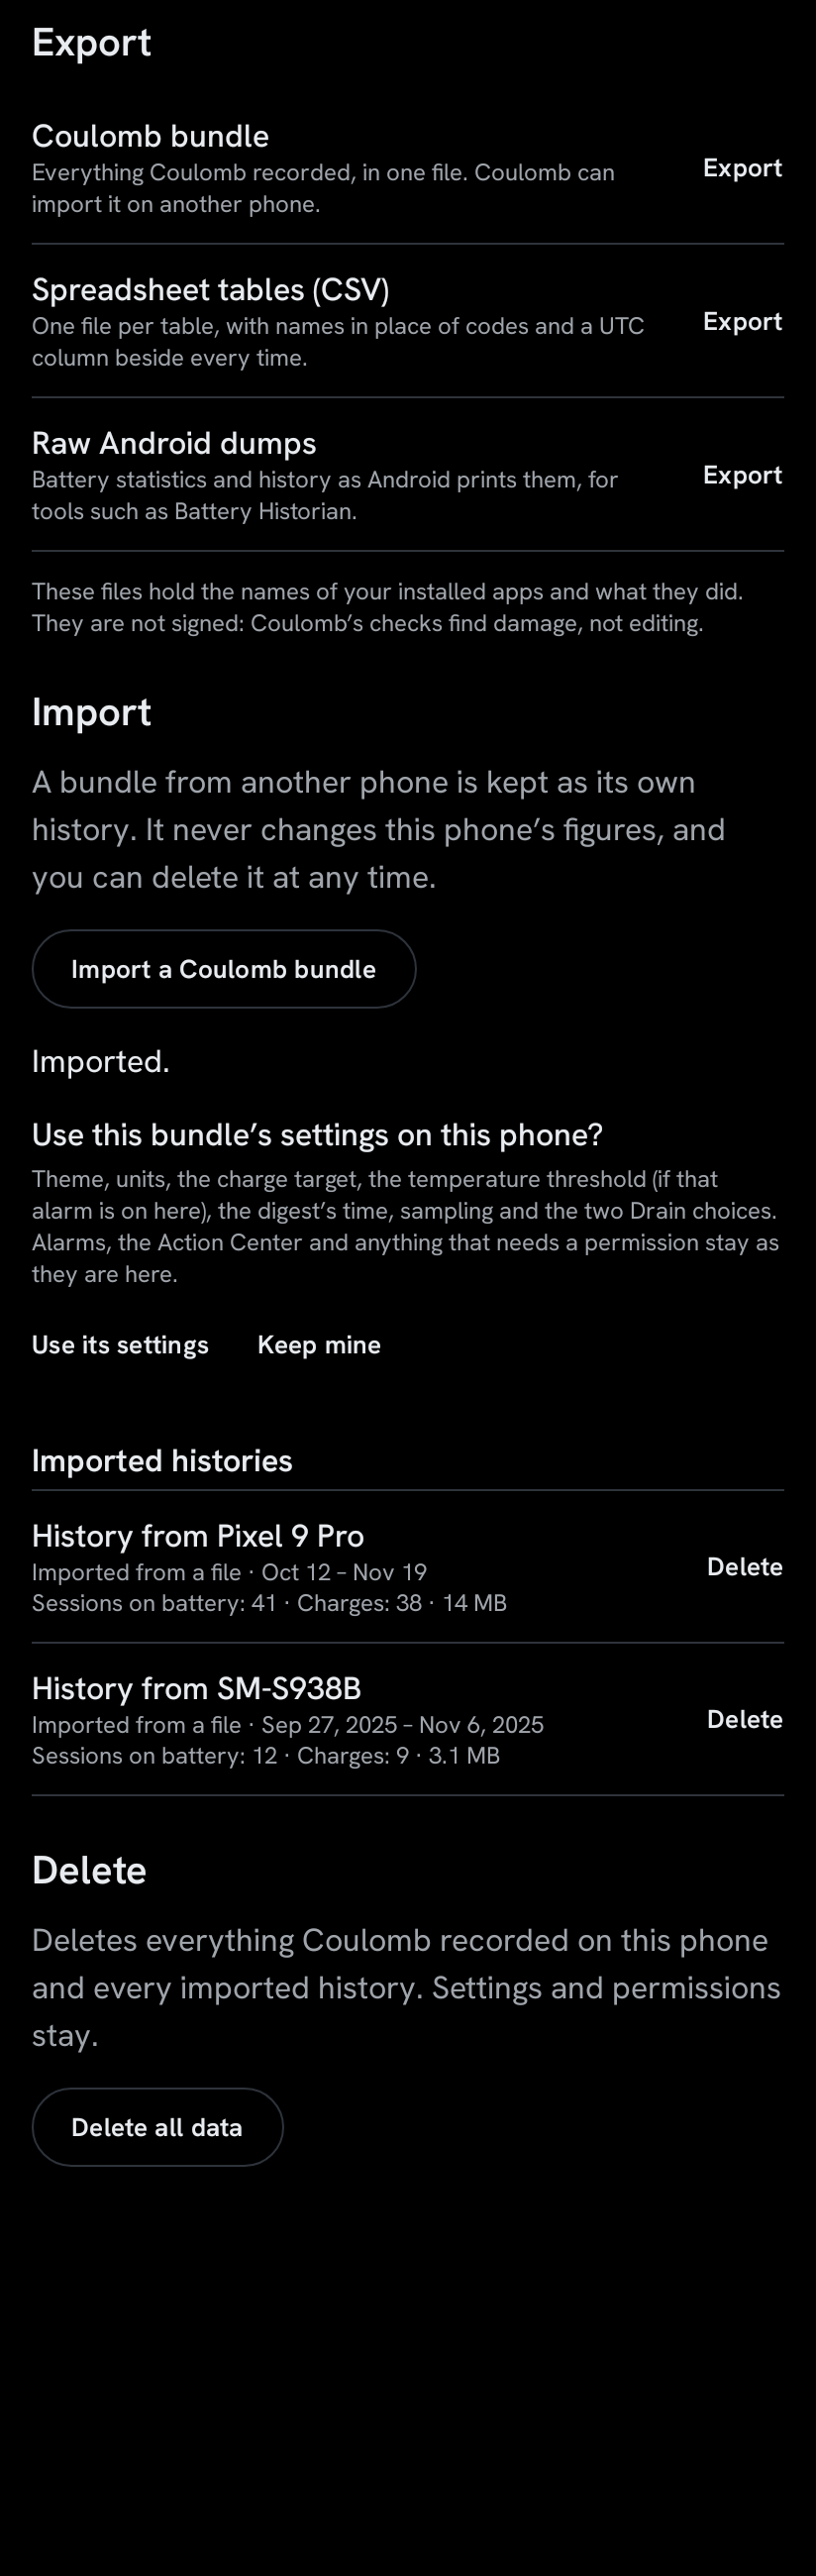 Export
Coulomb bundle
Everything Coulomb recorded, in one file. Coulomb can
import it on another phone.
Export
Spreadsheet tables (CSV)
One file per table, with names in place of codes and a UTC
column beside every time.
Export
Raw Android dumps
Battery statistics and history as Android prints them, for
tools such as Battery Historian.
Export
These files hold the names of your installed apps and what they did.
They are not signed: Coulomb’s checks find damage, not editing.
Import
A bundle from another phone is kept as its own
history. It never changes this phone’s figures, and
you can delete it at any time.
Import a Coulomb bundle
Imported.
Use this bundle’s settings on this phone?
Theme, units, the charge target, the temperature threshold (if that
alarm is on here), the digest’s time, sampling and the two Drain choices.
Alarms, the Action Center and anything that needs a permission stay as
they are here.
Use its settings Keep mine
Imported histories
History from Pixel 9 Pro
Imported from a file · Oct 12 – Nov 19
Sessions on battery: 41 · Charges: 38 · 14 MB
Delete
History from SM-S938B
Imported from a file · Sep 27, 2025 – Nov 6, 2025
Sessions on battery: 12 · Charges: 9 · 3.1 MB
Delete
Delete
Deletes everything Coulomb recorded on this phone
and every imported history. Settings and permissions
stay.
Delete all data